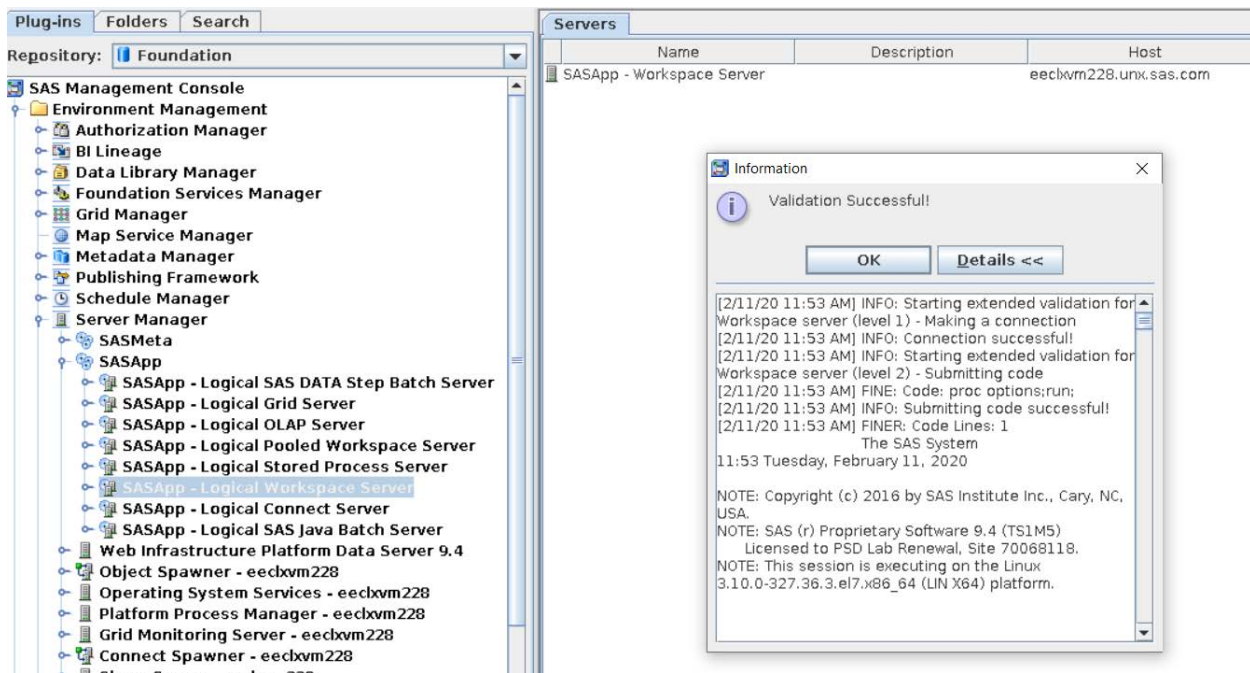 Plug-ins Folders Search
Repository: Foundation
SAS Management Console
Environment Management
Authorization Manager
BI Lineage
Data Library Manager
Foundation Services Manager
Grid Manager
Map Service Manager
Metadata Manager
Publishing Framework
Schedule Manager
Server Manager
SASMeta
SASApp
SASApp - Logical SAS DATA Step Batch Server
SASApp - Logical Grid Server
SASApp - Logical OLAP Server
SASApp - Logical Pooled Workspace Server
SASApp - Logical Stored Process Server
SASApp - Logical Workspace Server
SASApp - Logical Connect Server
SASApp - Logical SAS Java Batch Server
Web Infrastructure Platform Data Server 9.4
Object Spawner - eeclxvm228
Operating System Services - eeclxvm228
Platform Process Manager - eeclxvm228
Grid Monitoring Server - eeclxvm228
Connect Spawner - eeclxvm228
Servers
Name Description Host
SASApp - Workspace Server eeclxvm228.unx.sas.com
Information
Validation Successful!
OK Details <<
[2/11/20 11:53 AM] INFO: Starting extended validation for
Workspace server (level 1) - Making a connection
[2/11/20 11:53 AM] INFO: Connection successful!
[2/11/20 11:53 AM] INFO: Starting extended validation for
Workspace server (level 2) - Submitting code
[2/11/20 11:53 AM] FINE: Code: proc options;run;
[2/11/20 11:53 AM] INFO: Submitting code successful!
[2/11/20 11:53 AM] FINER: Code Lines: 1
The SAS System
11:53 Tuesday, February 11, 2020
NOTE: Copyright (c) 2016 by SAS Institute Inc., Cary, NC,
USA.
NOTE: SAS (r) Proprietary Software 9.4 (TS1M5)
Licensed to PSD Lab Renewal, Site 70068118.
NOTE: This session is executing on the Linux
3.10.0-327.36.3.el7.x86_64 (LIN X64) platform.